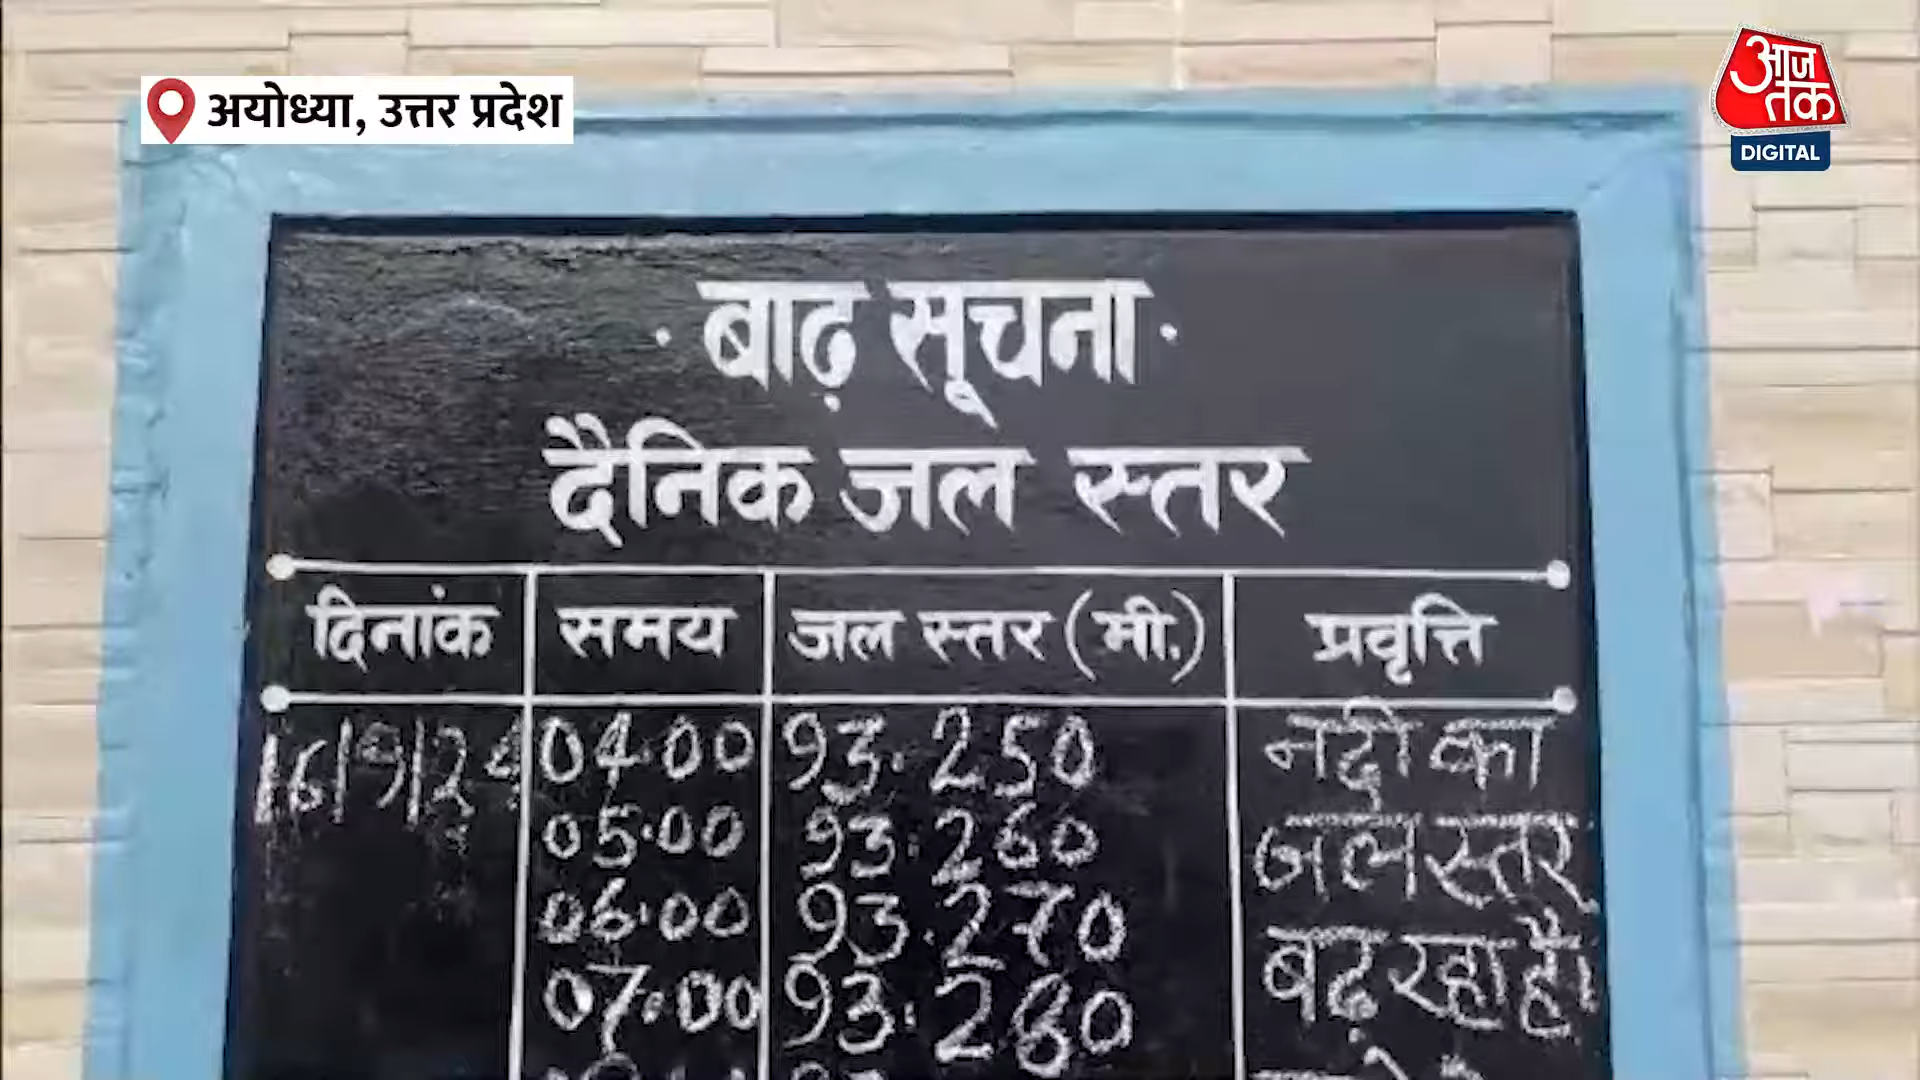 अयोध्या, उत्तर प्रदेश
आज
तक
DIGITAL
बाढ़ सूचना
दैनिक जल स्तर
दिनांक समय जल स्तर (मी.) प्रवृत्ति
16/9/24 04.00 93.250 नदी का
05.00 93.260 जल स्तर
06.00 93.270 बढ़ रहा है।
07.00 93.280